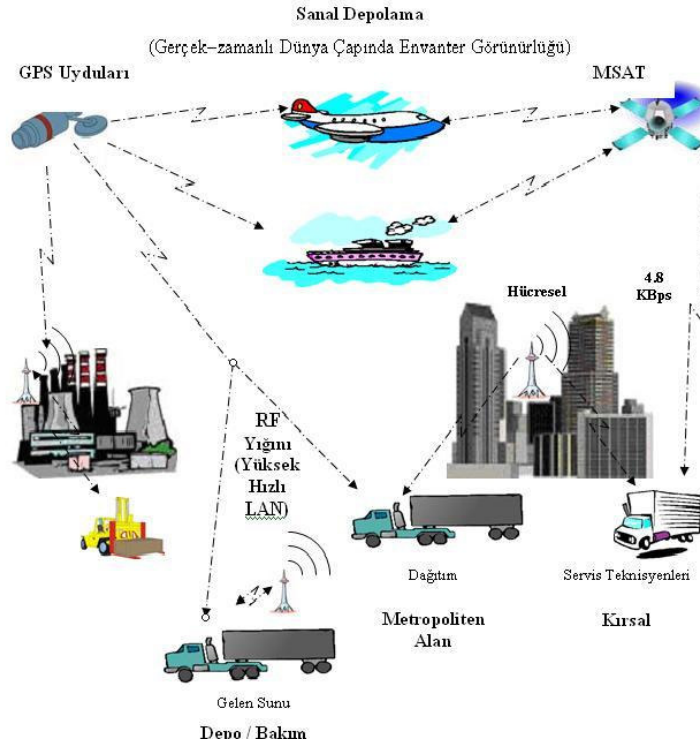 Sanal Depolama
(Gerçek–zamanlı Dünya Çapında Envanter Görünürlüğü)
GPS Uyduları
MSAT
Hücresel
4.8
KBps
RF
Yığını
(Yüksek
Hızlı
LAN)
Dağıtım
Servis Teknisyenleri
Metropoliten
Alan
Kırsal
Gelen Sunu
Depo / Bakım